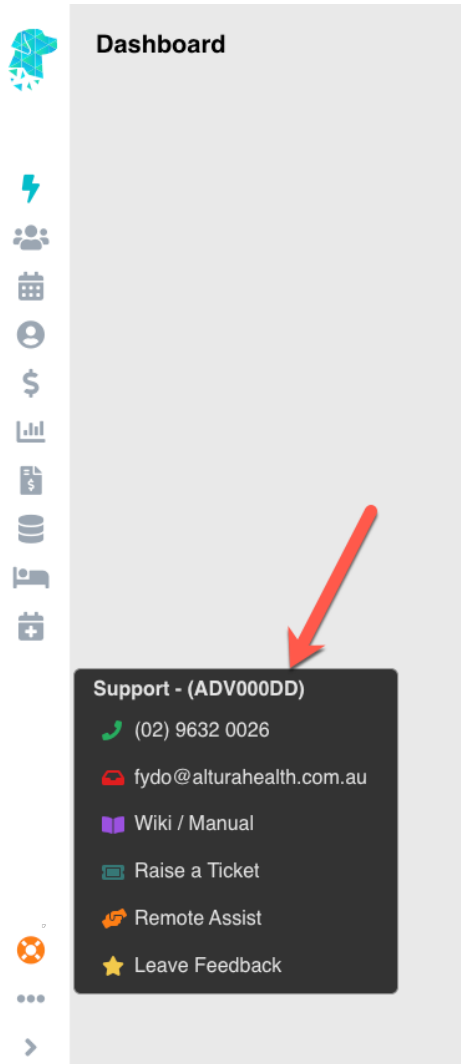 Dashboard
Support - (ADV000DD)
(02) 9632 0026
fydo@alturahealth.com.au
Wiki / Manual
Raise a Ticket
Remote Assist
Leave Feedback